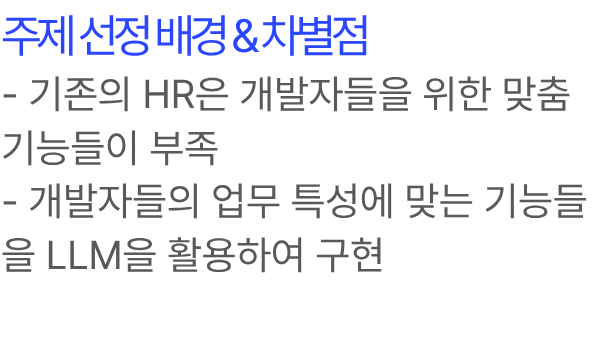 주제 선정 배경 & 차별점
- 기존의 HR은 개발자들을 위한 맞춤
기능들이 부족
- 개발자들의 업무 특성에 맞는 기능들
을 LLM을 활용하여 구현